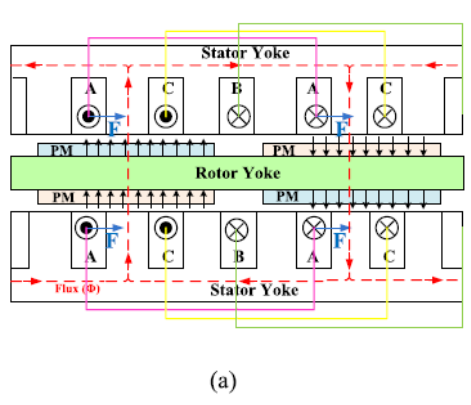 Stator Yoke
A C B A C
F F
PM PM
Rotor Yoke
PM PM
F F
A C B A C
Flux (Φ) Stator Yoke
(a)